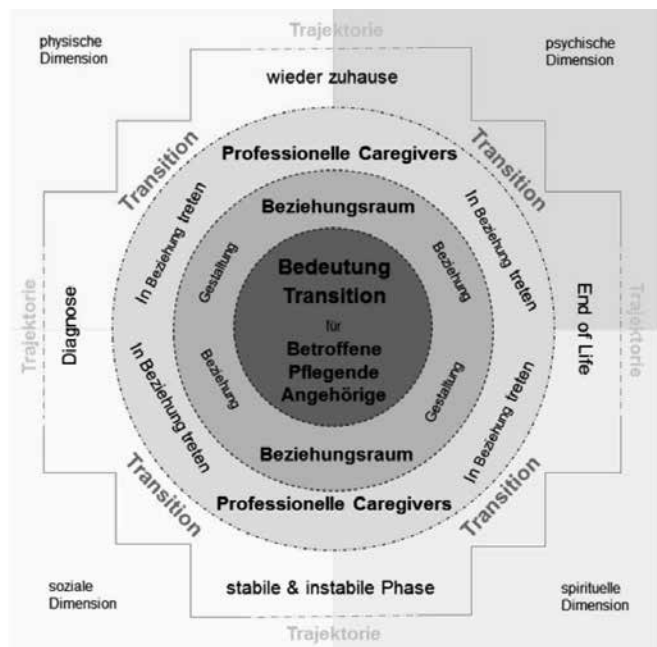 Trajektorie
physische
Dimension
psychische
Dimension
wieder zuhause
Transition
Transition
Professionelle Caregivers
In Beziehung treten
In Beziehung treten
Beziehungsraum
Gestaltung
Beziehung
Bedeutung
Transition
für
Betroffene
Pflegende
Angehörige
Trajektorie
Diagnose
End of Life
Trajektorie
Beziehung
Gestaltung
In Beziehung treten
In Beziehung treten
Beziehungsraum
Professionelle Caregivers
Transition
Transition
stabile & instabile Phase
soziale
Dimension
spirituelle
Dimension
Trajektorie